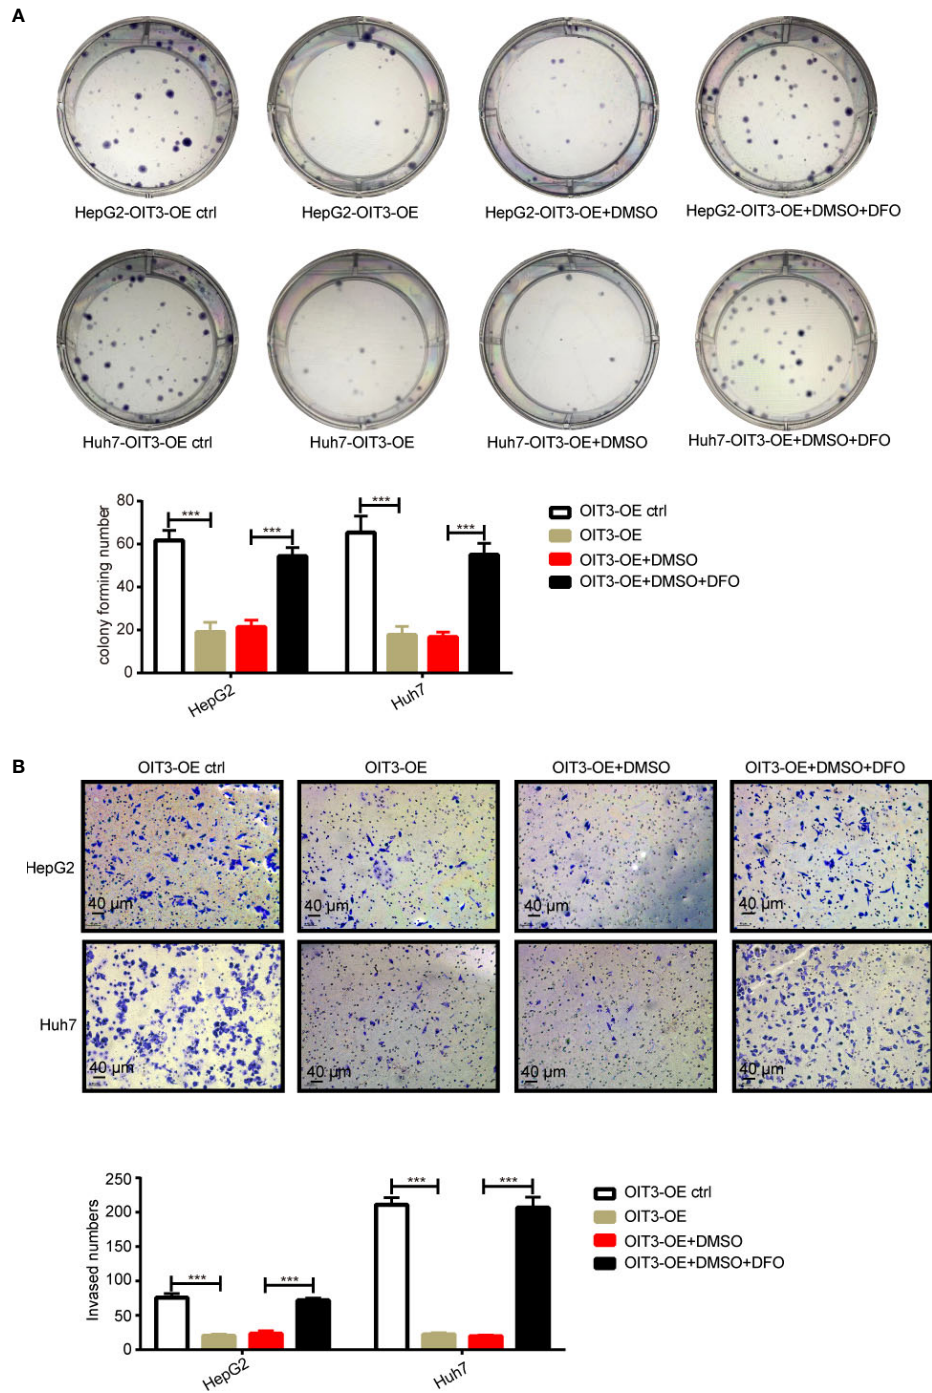 A
HepG2-OIT3-OE ctrl
HepG2-OIT3-OE
HepG2-OIT3-OE+DMSO
HepG2-OIT3-OE+DMSO+DFO
Huh7-OIT3-OE ctrl
Huh7-OIT3-OE
Huh7-OIT3-OE+DMSO
Huh7-OIT3-OE+DMSO+DFO
colony forming number
80
60
40
20
0
***
***
***
***
HepG2
Huh7
OIT3-OE ctrl
OIT3-OE
OIT3-OE+DMSO
OIT3-OE+DMSO+DFO
B
OIT3-OE ctrl
OIT3-OE
OIT3-OE+DMSO
OIT3-OE+DMSO+DFO
HepG2
40 µm
40 µm
40 µm
40 µm
Huh7
40 µm
40 µm
40 µm
40 µm
Invased numbers
250
200
150
100
50
0
***
***
***
***
HepG2
Huh7
OIT3-OE ctrl
OIT3-OE
OIT3-OE+DMSO
OIT3-OE+DMSO+DFO